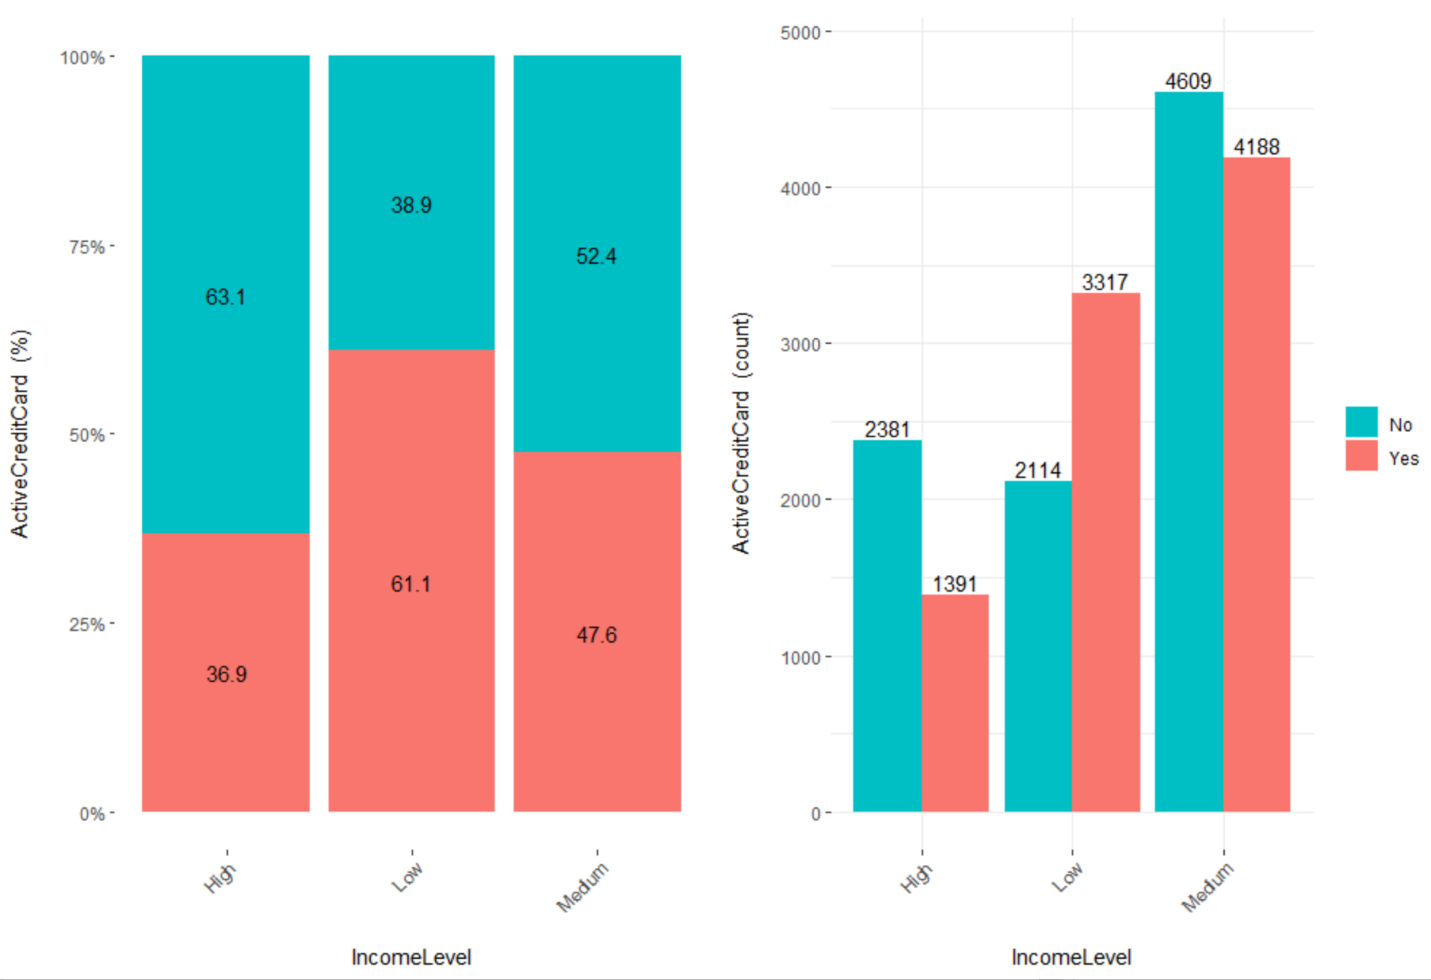 ActiveCreditCard (%)
100%
75%
50%
25%
0%
63.1
36.9
38.9
61.1
52.4
47.6
High
Low
Medium
IncomeLevel
ActiveCreditCard (count)
5000
4000
3000
2000
1000
0
2381
1391
2114
3317
4609
4188
High
Low
Medium
IncomeLevel
No
Yes